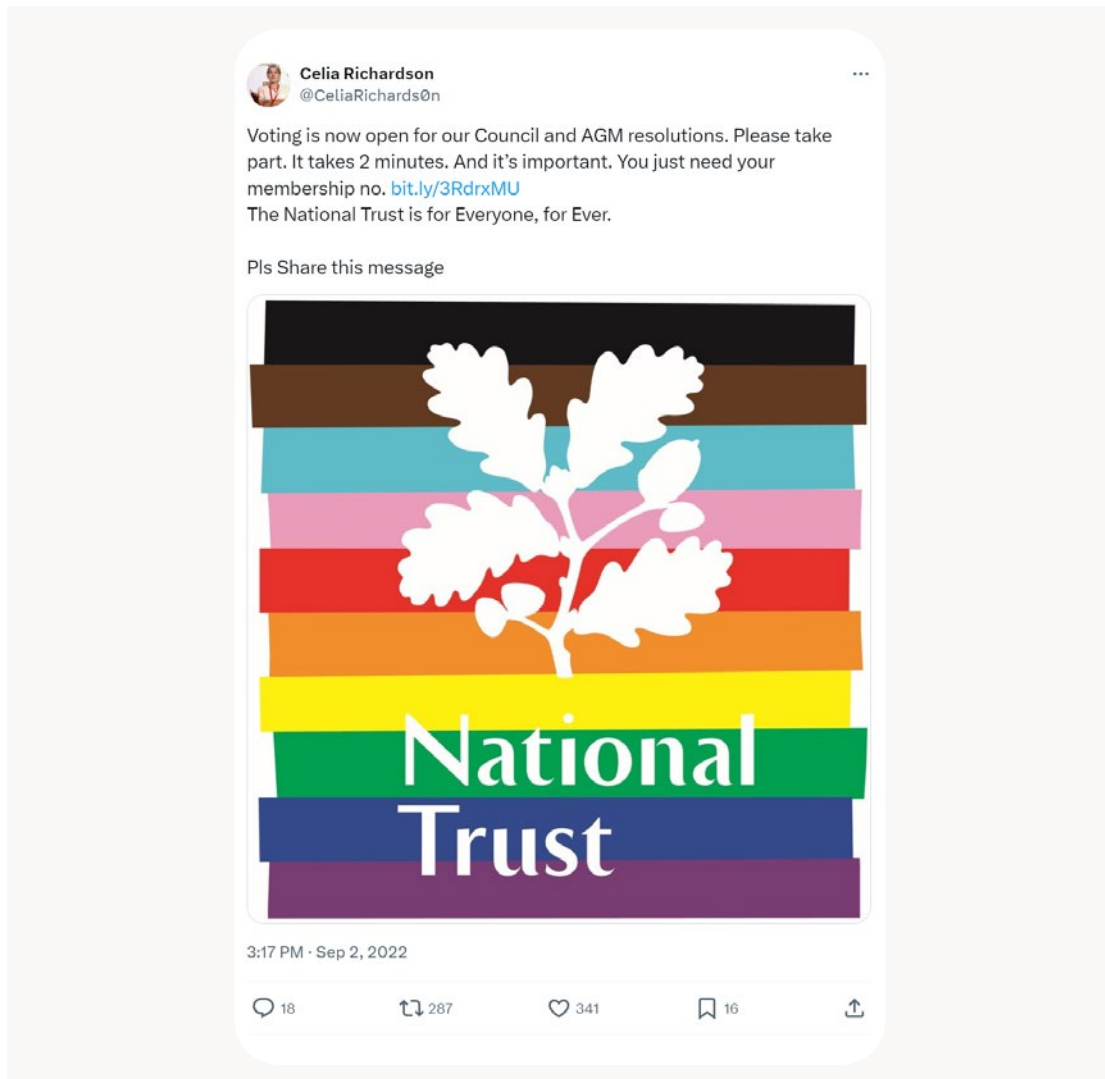 Celia Richardson
@CeliaRichards0n
Voting is now open for our Council and AGM resolutions. Please take
part. It takes 2 minutes. And it's important. You just need your
membership no. bit.ly/3RdrxMU
The National Trust is for Everyone, for Ever.
Pls Share this message
National
Trust
3:17 PM · Sep 2, 2022
18 287 341 16